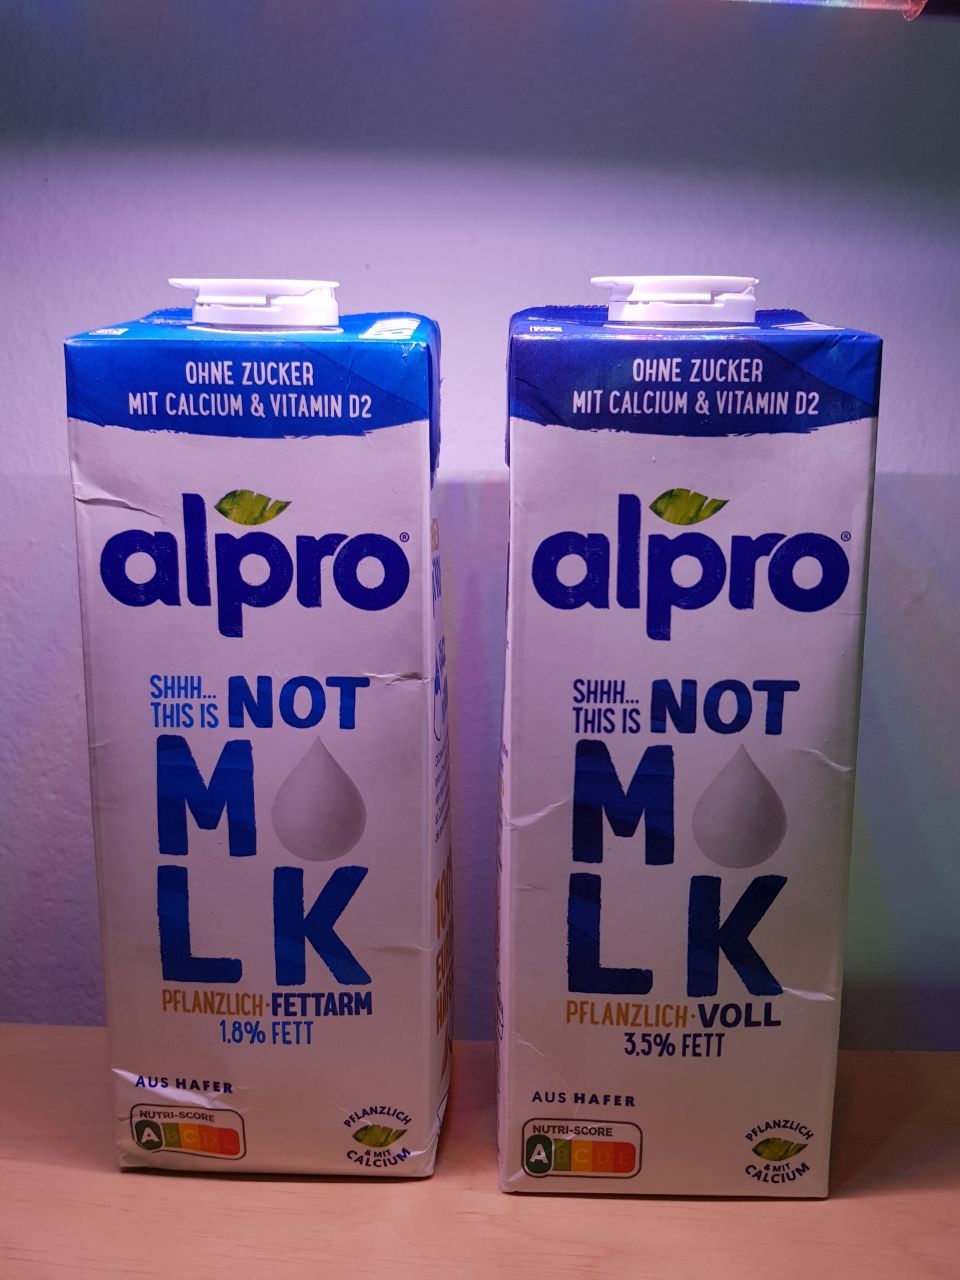 OHNE ZUCKER
MIT CALCIUM & VITAMIN D2
alpro®
SHHH...
THIS IS NOT
M LK
PFLANZLICH·FETTARM
1.8% FETT
AUS HAFER
NUTRI-SCORE
A B C D E
PFLANZLICH
& MIT
CALCIUM
OHNE ZUCKER
MIT CALCIUM & VITAMIN D2
alpro®
SHHH...
THIS IS NOT
M LK
PFLANZLICH·VOLL
3,5% FETT
AUS HAFER
NUTRI-SCORE
A B C D E
PFLANZLICH
& MIT
CALCIUM